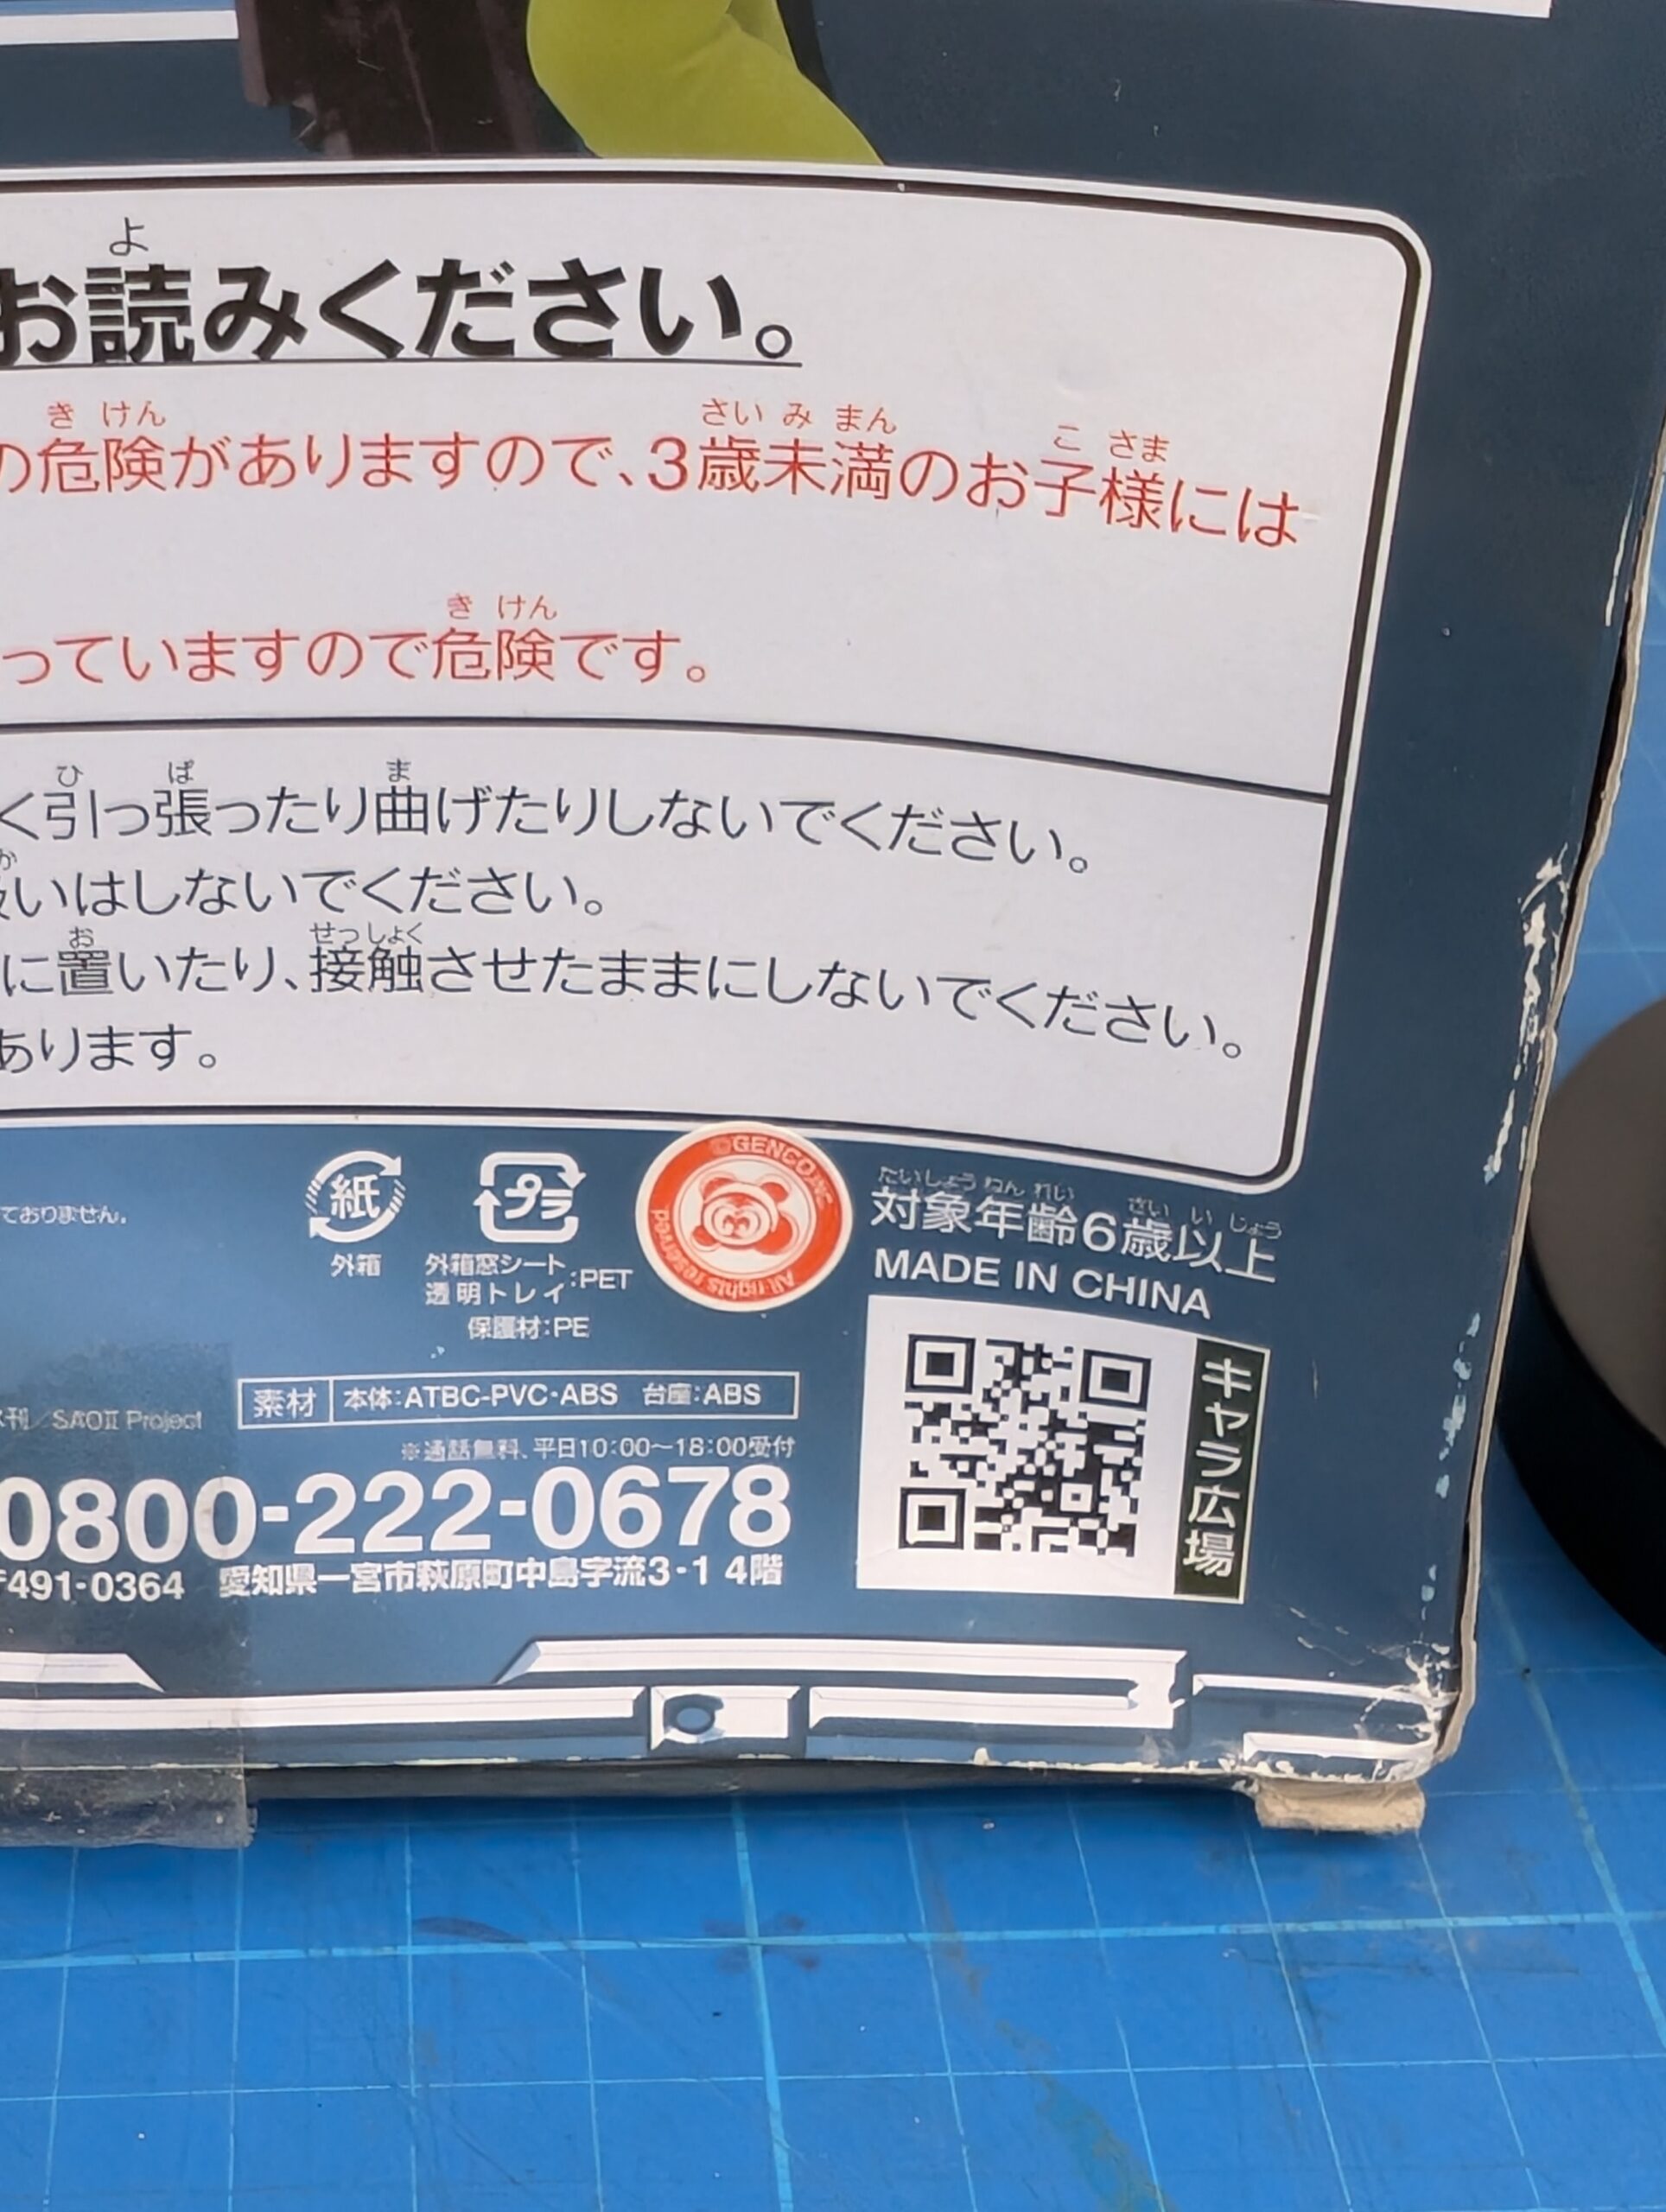 よ
お読みください。
き けん さい み まん こ さま
の危険がありますので、3歳未満のお子様には
き けん
っていますので危険です。
ひ ぱ ま
く引っ張ったり曲げたりしないでください。
か
いはしないでください。
お せっしょく
に置いたり、接触させたままにしないでください。
あります。
ておりません。
紙
外箱
プラ
外箱窓シート
透明トレイ:PET
保護材:PE
©GENCO,INC
All rights reserved
たいしょう ねん れい さい い じょう
対象年齢6歳以上
MADE IN CHINA
キャラ広場
刊/SAOⅡ Project
素材 本体:ATBC-PVC・ABS 台座:ABS
※通話無料、平日10:00〜18:00受付
0800-222-0678
〒491-0364 愛知県一宮市萩原町中島字流3-1 4階